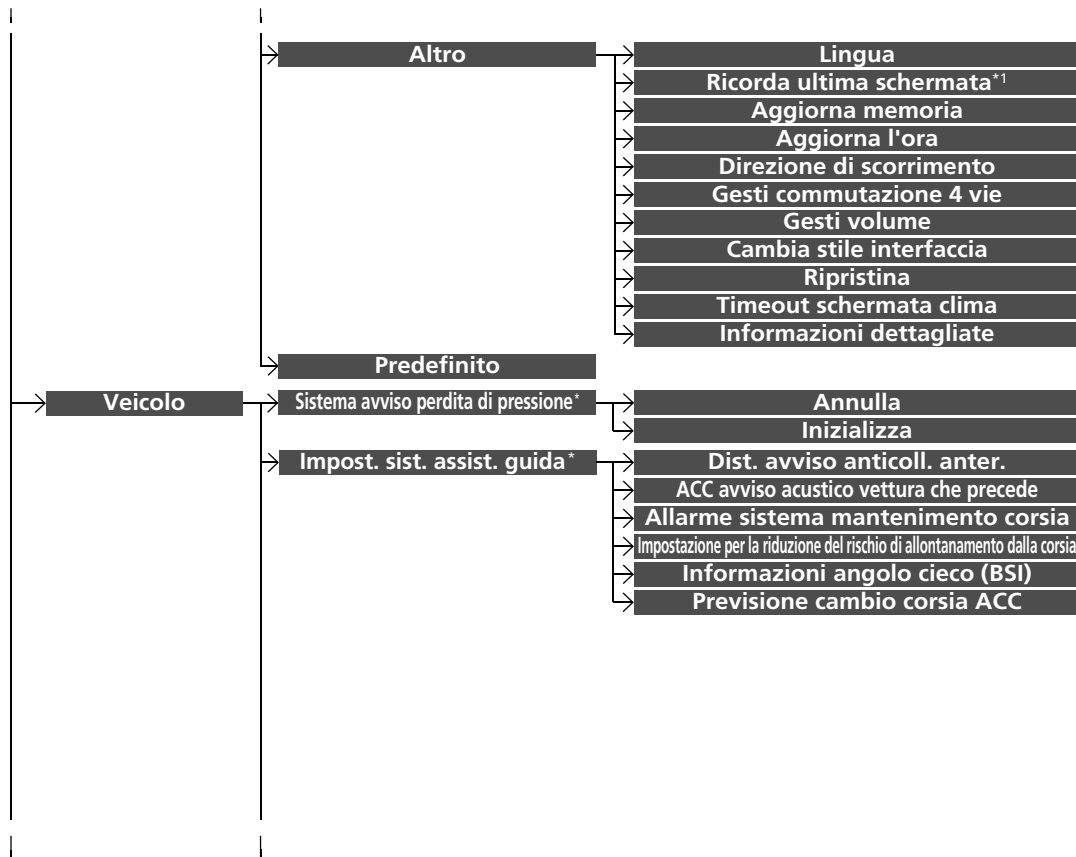 Altro
Lingua
Ricorda ultima schermata*1
Aggiorna memoria
Aggiorna l'ora
Direzione di scorrimento
Gesti commutazione 4 vie
Gesti volume
Cambia stile interfaccia
Ripristina
Timeout schermata clima
Informazioni dettagliate
Predefinito
Veicolo
Sistema avviso perdita di pressione*
Annulla
Inizializza
Impost. sist. assist. guida*
Dist. avviso anticoll. anter.
ACC avviso acustico vettura che precede
Allarme sistema mantenimento corsia
Impostazione per la riduzione del rischio di allontanamento dalla corsia
Informazioni angolo cieco (BSI)
Previsione cambio corsia ACC